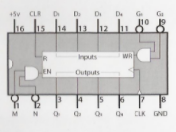 +5v CLR D₁ D₂ D₃ D₄ G₁ G₂
16 15 14 13 12 11 10 9
Inputs
R WR
EN Outputs
1 2 3 4 5 6 7 8
M N Q₁ Q₂ Q₃ Q₄ CLK GND